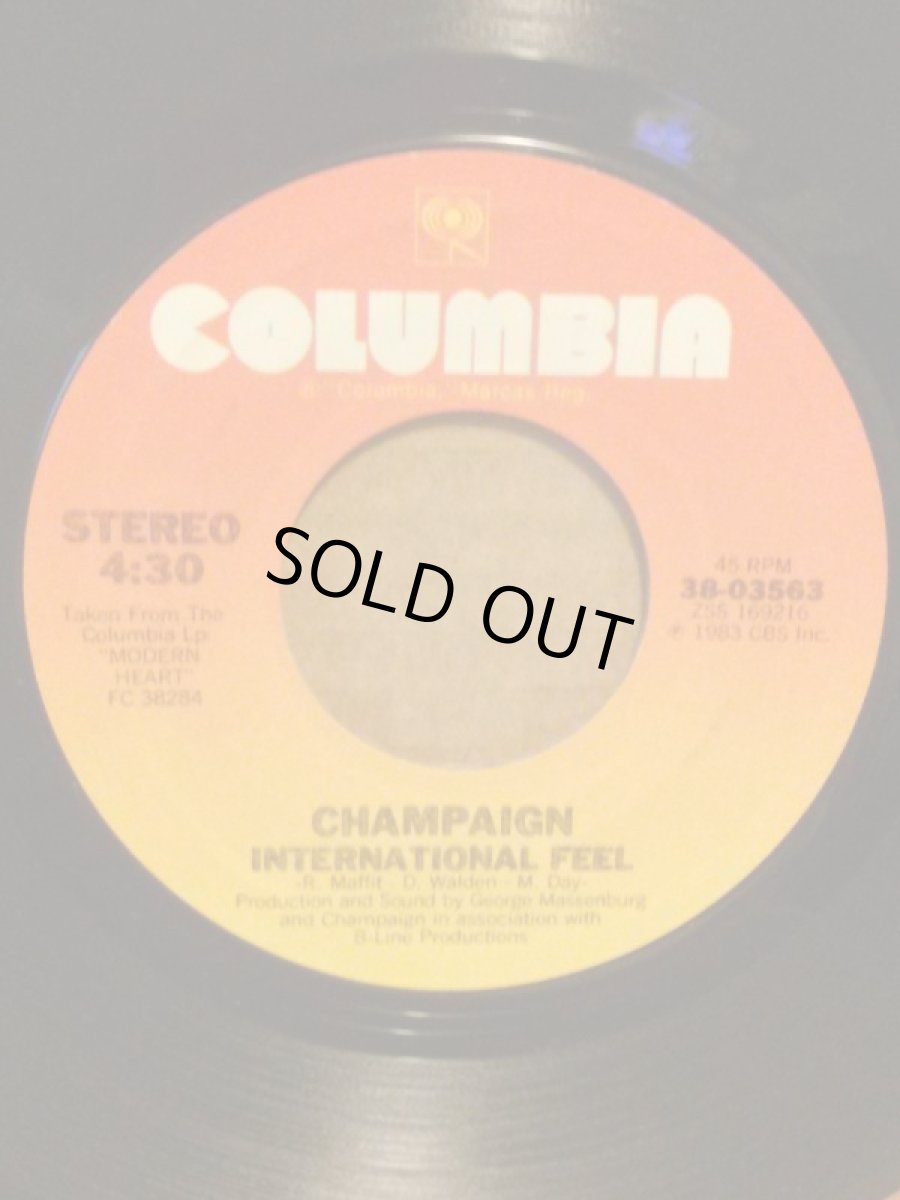 COLUMBIA
® "Columbia," Marcas Reg.
STEREO
4:30
Taken From The
Columbia Lp:
"MODERN
HEART"
FC 38284
SOLD OUT
45 RPM
38-03563
ZSS 169216
℗ 1983 CBS Inc.
CHAMPAIGN
INTERNATIONAL FEEL
-R. Maffit - D. Walden - M. Day-
Production and Sound by George Massenburg
and Champaign in association with
B-Line Productions